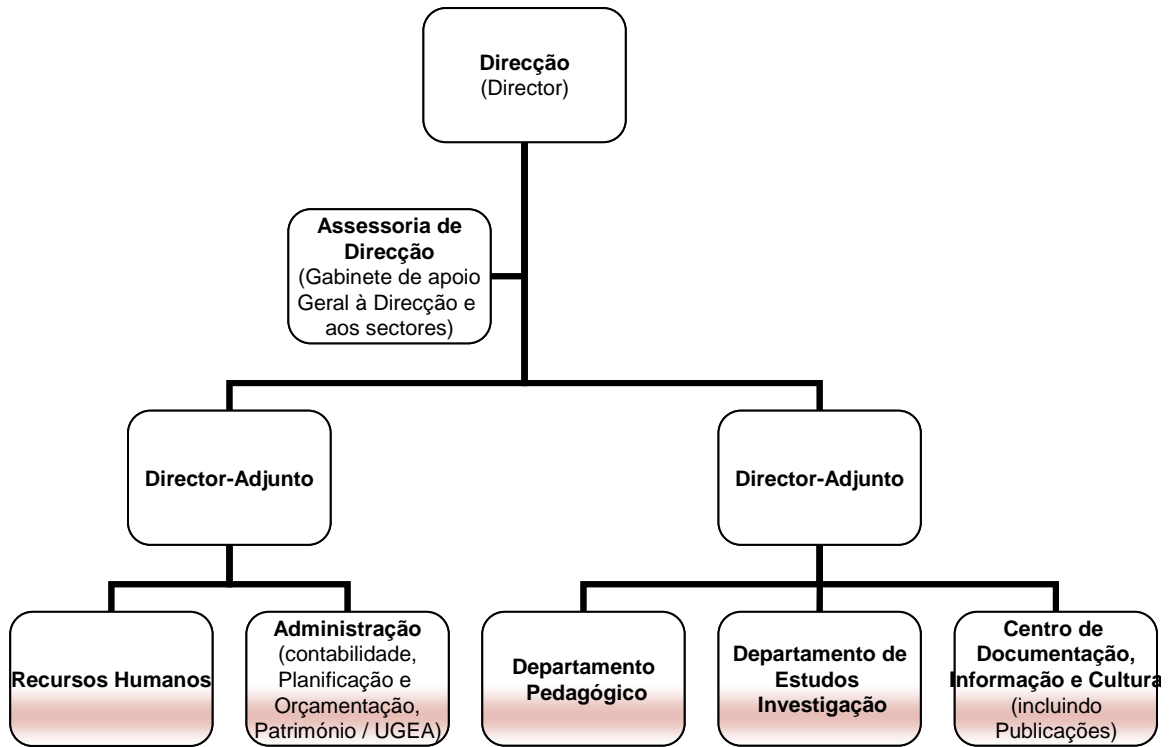 Direcção
(Director)
Assessoria de
Direcção
(Gabinete de apoio
Geral à Direcção e
aos sectores)
Director-Adjunto
Director-Adjunto
Recursos Humanos
Administração
(contabilidade,
Planificação e
Orçamentação,
Património / UGEA)
Departamento
Pedagógico
Departamento de
Estudos
Investigação
Centro de
Documentação,
Informação e Cultura
(incluindo
Publicações)